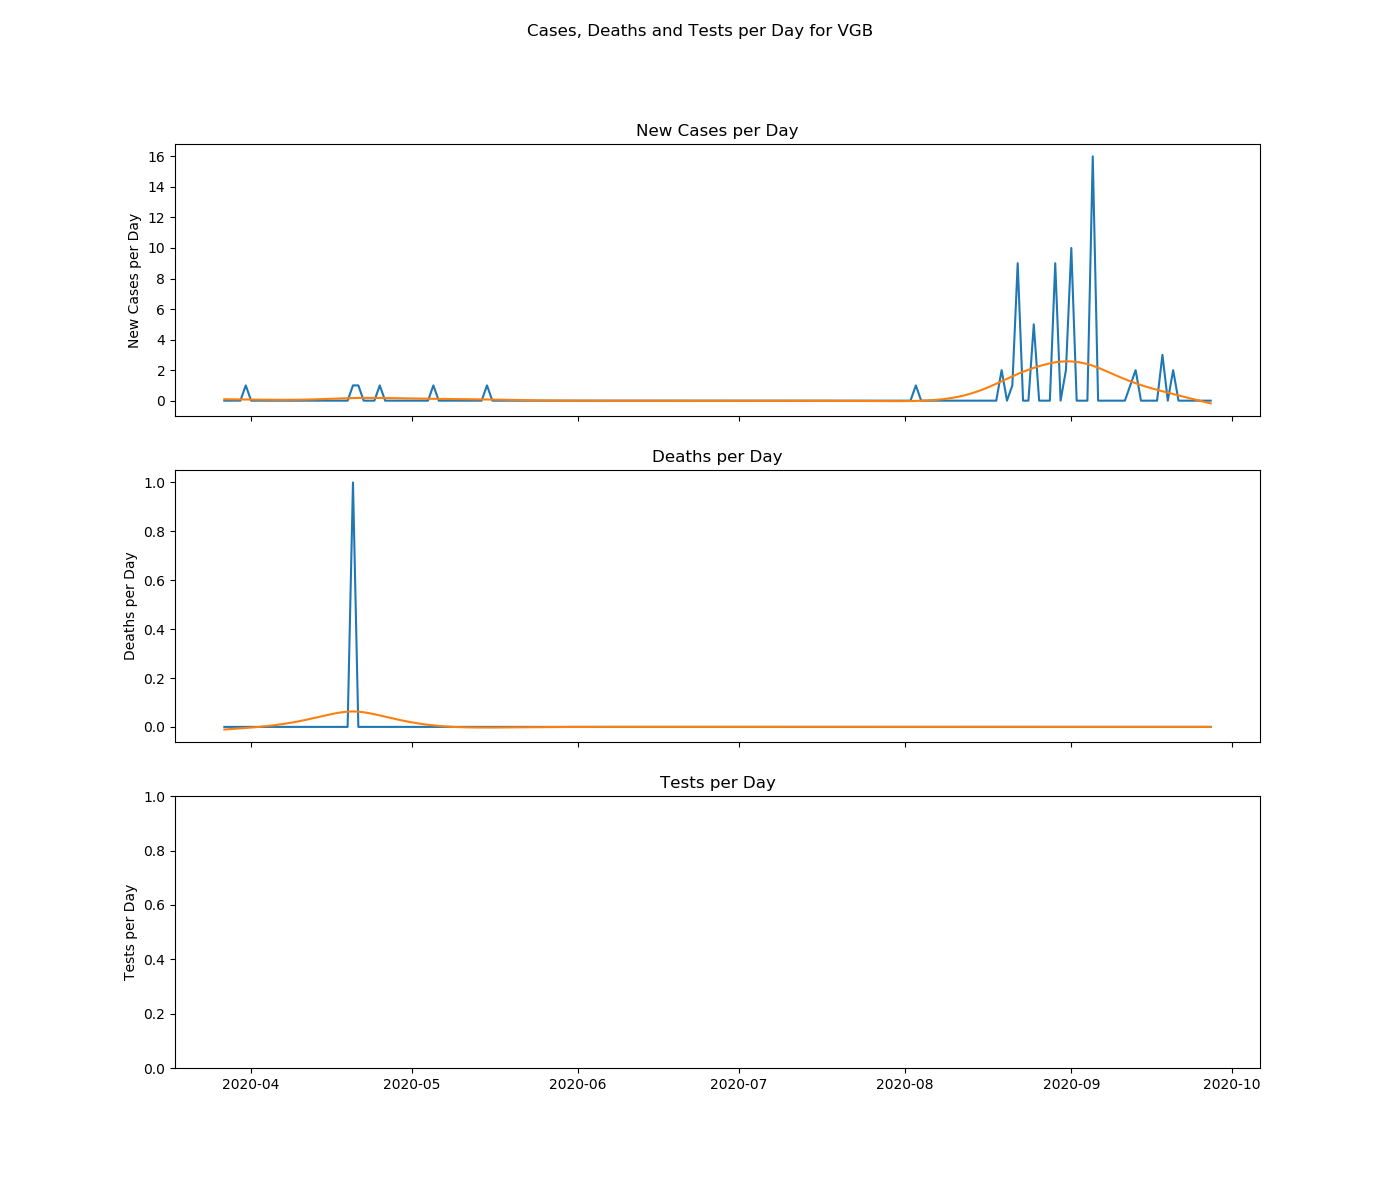 Cases, Deaths and Tests per Day for VGB
New Cases per Day
New Cases per Day
16
14
12
10
8
6
4
2
0
Deaths per Day
Deaths per Day
1.0
0.8
0.6
0.4
0.2
0.0
Tests per Day
Tests per Day
1.0
0.8
0.6
0.4
0.2
0.0
2020-04 2020-05 2020-06 2020-07 2020-08 2020-09 2020-10